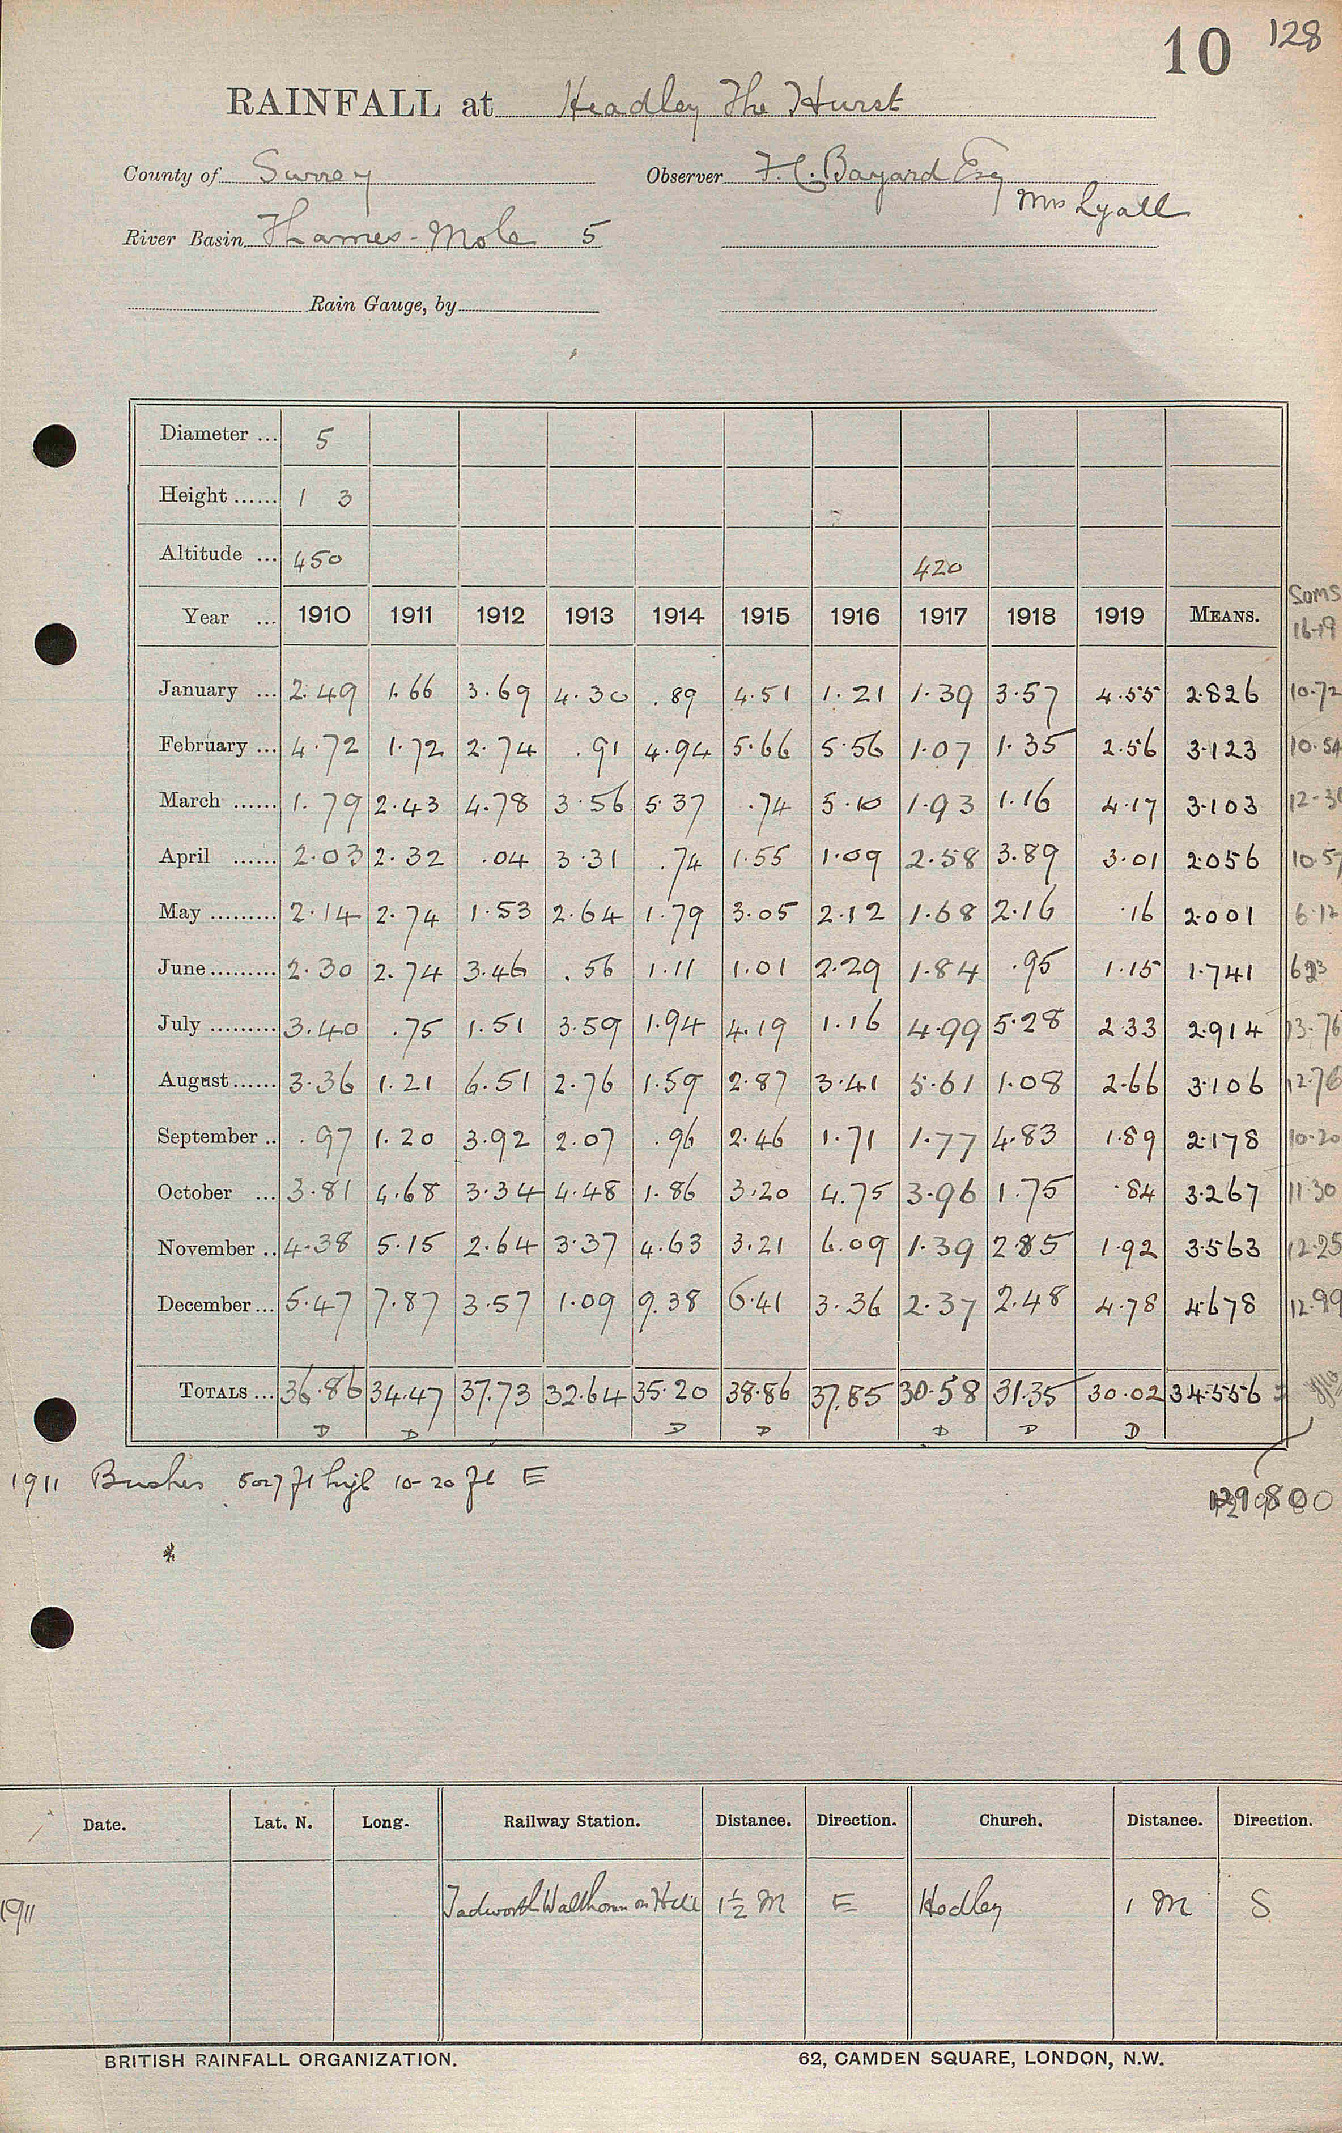 10 128
RAINFALL at Headley The Hurst
County of Surrey Observer F. C. Bayard Esq
Mrs Lyall
River Basin Thames - Mole 5
Rain Gauge, by
Diameter ... 5
Height ...... 1 3
Altitude ... 450 420
Soms
Year ... 1910 1911 1912 1913 1914 1915 1916 1917 1918 1919 MEANS. 16-19
January ... 2.49 1.66 3.69 4.30 .89 4.51 1.21 1.39 3.57 4.55 2.826 10.72
February ... 4.72 1.72 2.74 .91 4.94 5.66 5.56 1.07 1.35 2.56 3.123 10.54
March ...... 1.79 2.43 4.78 3.56 5.37 .74 5.10 1.93 1.16 4.17 3.103
April ...... 2.03 2.32 .04 3.31 .74 1.55 1.09 2.58 3.89 3.01 2.056 10.57
May ......... 2.14 2.74 1.53 2.64 1.79 3.05 2.12 1.68 2.16 .16 2.001 6.12
June ......... 2.30 2.74 3.46 .56 1.11 1.01 2.29 1.84 .95 1.15 1.741
July ......... 3.40 .75 1.51 3.59 1.94 4.19 1.16 4.99 5.28 2.33 2.914 13.76
August ...... 3.36 1.21 6.51 2.76 1.59 2.87 3.41 5.61 1.08 2.66 3.106 12.76
September .. .97 1.20 3.92 2.07 .96 2.46 1.71 1.77 4.83 1.89 2.178 10.20
October ... 3.81 4.68 3.34 4.48 1.86 3.20 4.75 3.96 1.75 .84 3.267 11.30
November .. 4.38 5.15 2.64 3.37 4.63 3.21 6.09 1.39 2.85 1.92 3.563 12.25
December ... 5.47 7.87 3.57 1.09 9.38 6.41 3.36 2.37 2.48 4.78 4.678 12.99
TOTALS ... 36.86 34.47 37.73 32.64 35.20 38.86 37.85 30.58 31.35 30.02 34.556
D D D D D D D
1911 Bushes 5 or 7 ft high 10-20 ft E
Date. Lat. N. Long. Railway Station. Distance. Direction. Church. Distance. Direction.
1911 Tadworth Walthom on Hill 1½ M E Hedley 1 M S
BRITISH RAINFALL ORGANIZATION. 62, CAMDEN SQUARE, LONDON, N.W.